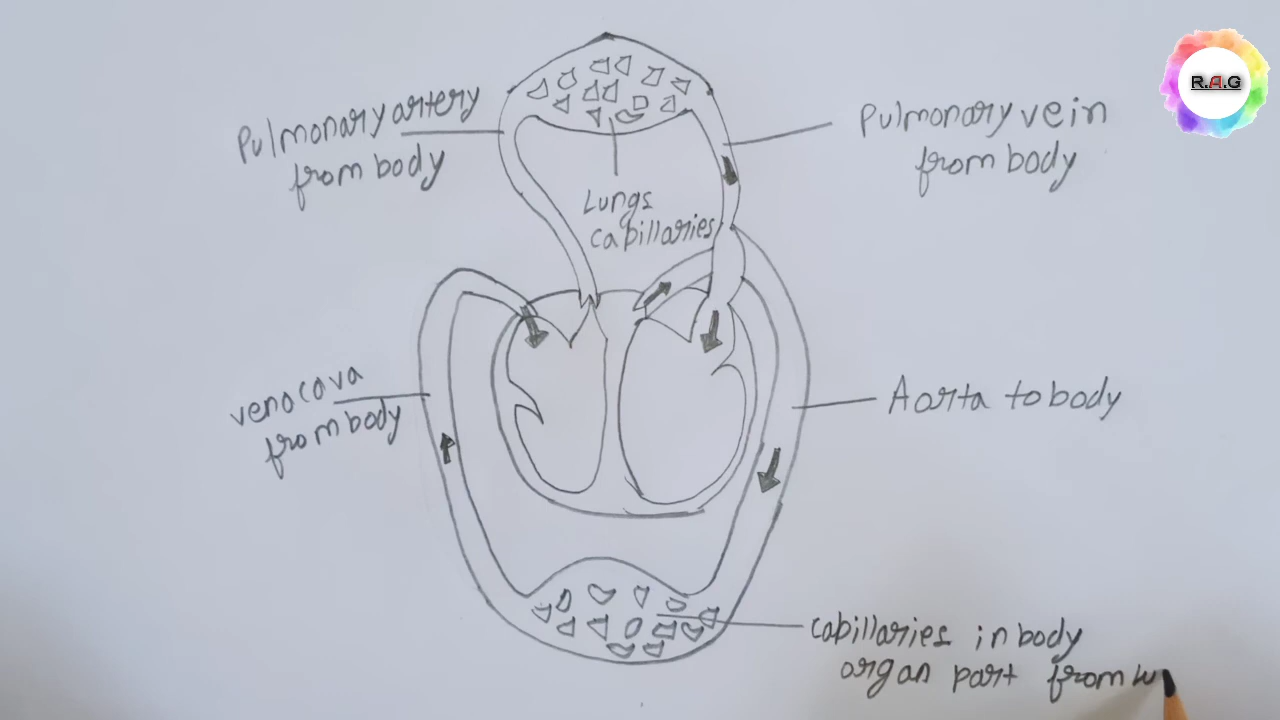 R.A.G
Pulmonary artery
from body
Pulmonary vein
from body
Lungs
capillaries
venacava
from body
Aorta to body
capillaries in body
organ part from